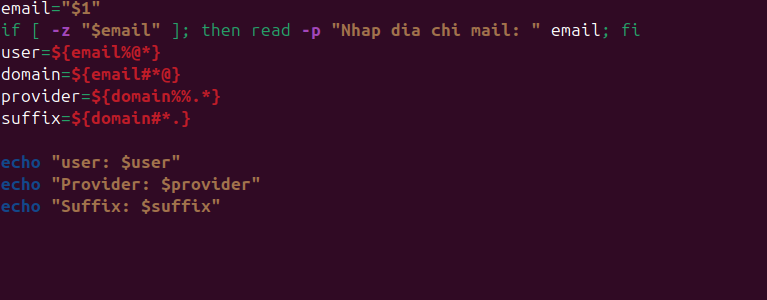 email="$1"
if [ -z "$email" ]; then read -p "Nhap dia chi mail: " email; fi
user=${email%@*}
domain=${email#*@}
provider=${domain%%.*}
suffix=${domain#*.}
echo "user: $user"
echo "Provider: $provider"
echo "Suffix: $suffix"